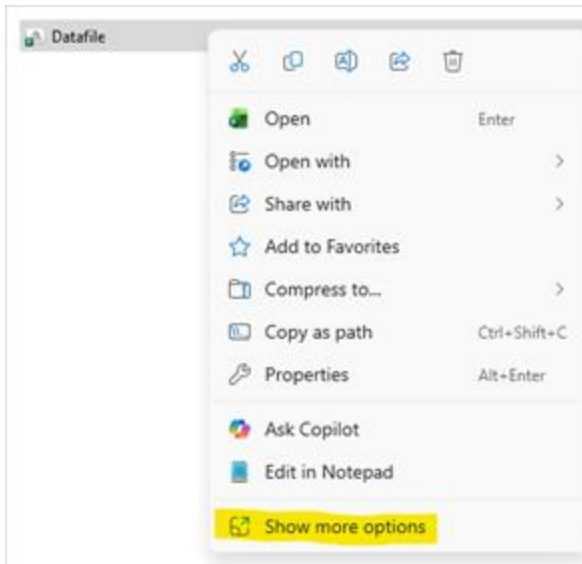 Datafile
Open Enter
Open with
Share with
Add to Favorites
Compress to...
Copy as path Ctrl+Shift+C
Properties Alt+Enter
Ask Copilot
Edit in Notepad
Show more options